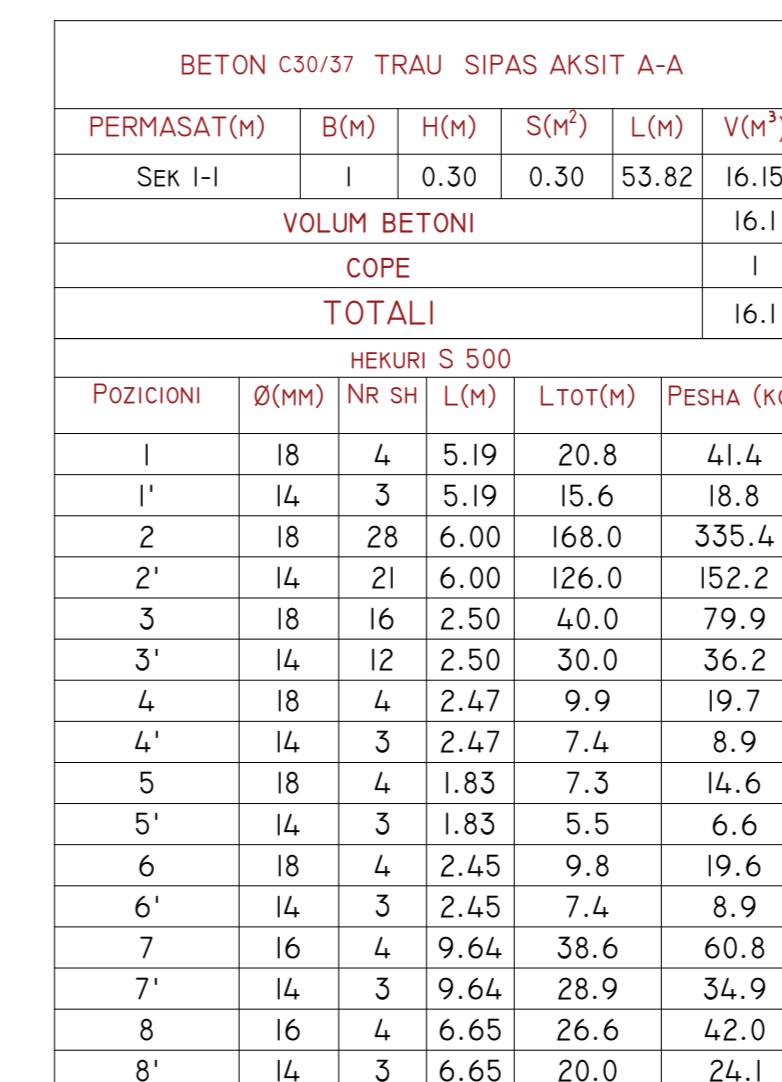 BETON C30/37 TRAU SIPAS AKSIT A-A
PERMASAT(M) B(M) H(M) S(M²) L(M) V(M³)
SEK 1-1 1 0.30 0.30 53.82 16.15
VOLUM BETONI 16.1
COPE 1
TOTALI 16.1
HEKURI S 500
POZICIONI Ø(MM) NR SH L(M) LTOT(M) PESHA (KG
1 18 4 5.19 20.8 41.4
1' 14 3 5.19 15.6 18.8
2 18 28 6.00 168.0 335.4
2' 14 21 6.00 126.0 152.2
3 18 16 2.50 40.0 79.9
3' 14 12 2.50 30.0 36.2
4 18 4 2.47 9.9 19.7
4' 14 3 2.47 7.4 8.9
5 18 4 1.83 7.3 14.6
5' 14 3 1.83 5.5 6.6
6 18 4 2.45 9.8 19.6
6' 14 3 2.45 7.4 8.9
7 16 4 9.64 38.6 60.8
7' 14 3 9.64 28.9 34.9
8 16 4 6.65 26.6 42.0
8' 14 3 6.65 20.0 24.1